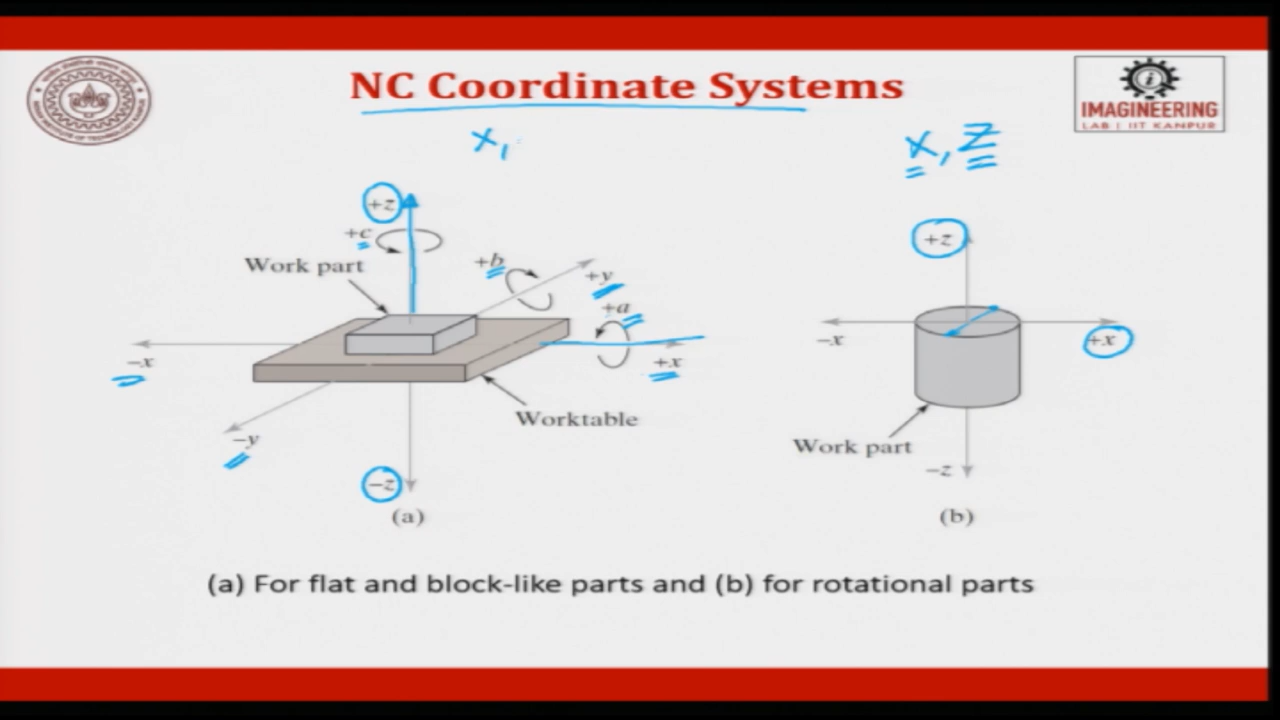 NC Coordinate Systems
IMAGINEERING
LAB | IIT KANPUR
x,
x, z
+z
+c
Work part
+b
+y
+a
-x
+x
Worktable
-y
-z
(a)
+z
-x
+x
Work part
-z
(b)
(a) For flat and block-like parts and (b) for rotational parts